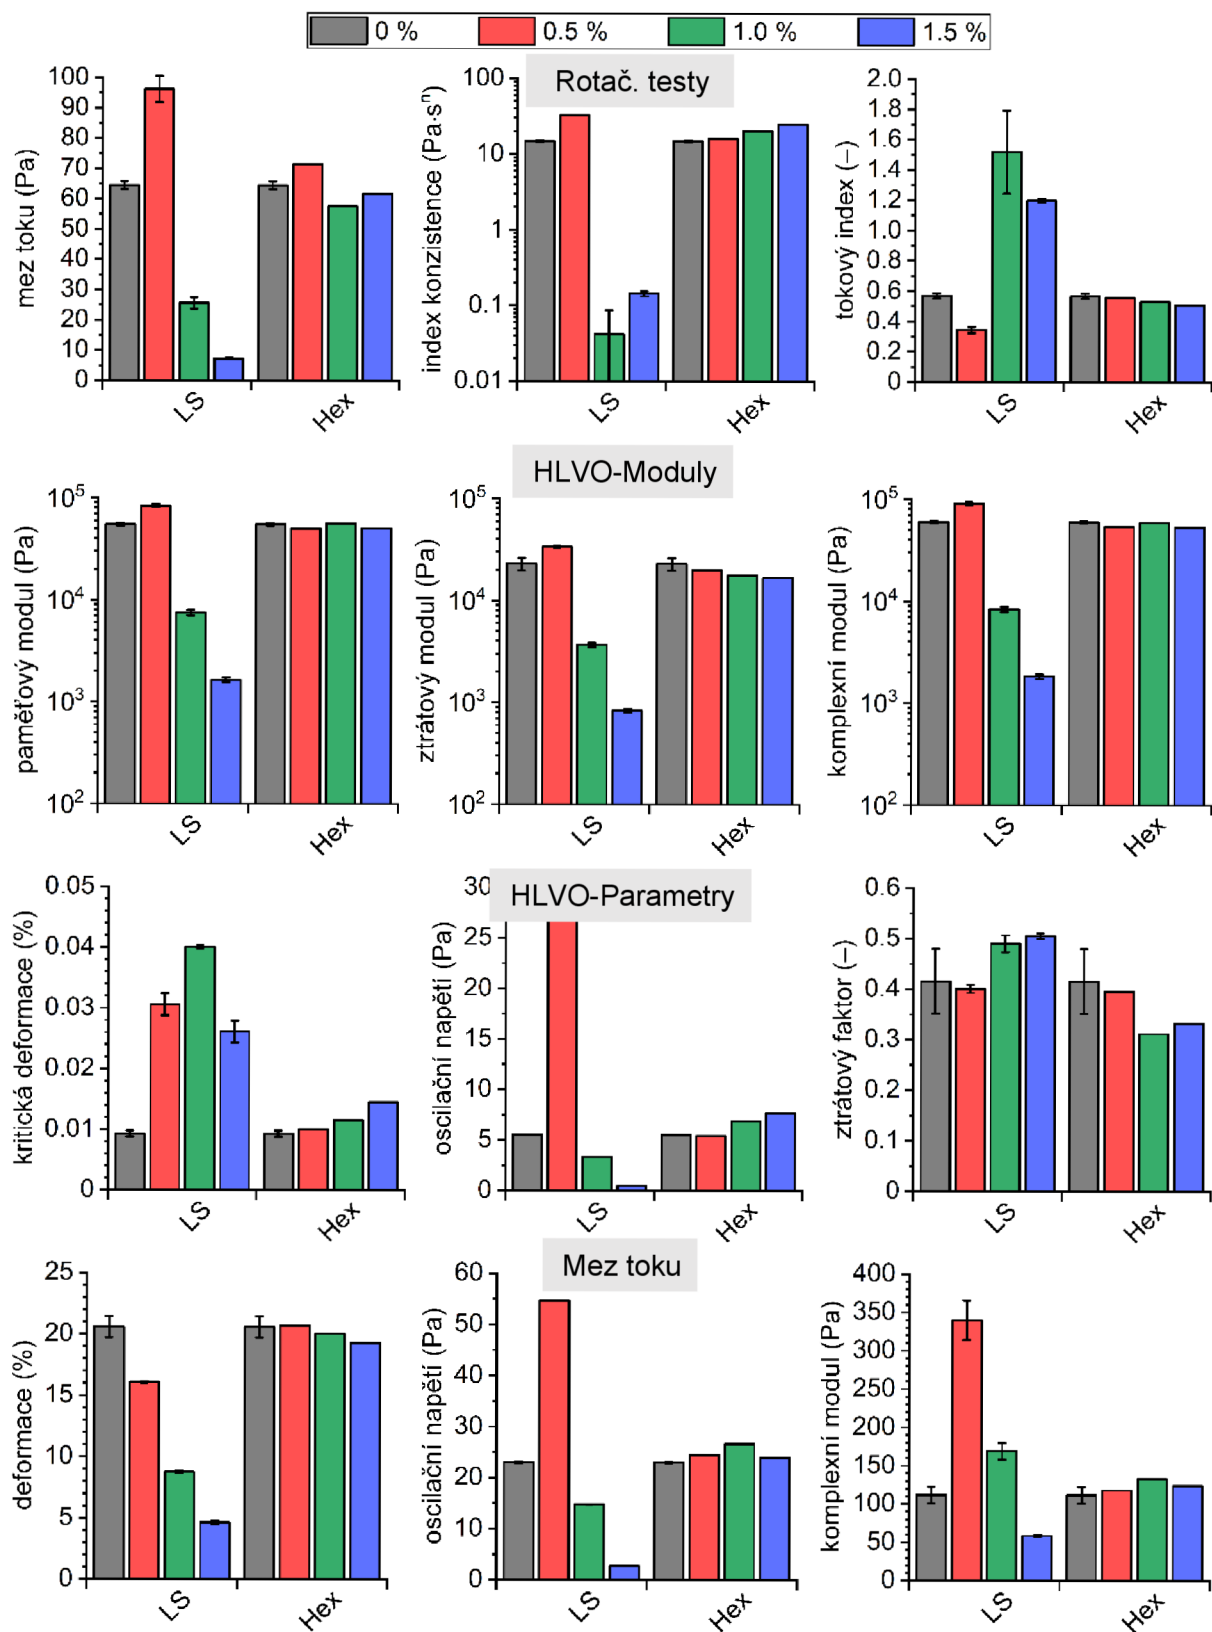 0 % 0.5 % 1.0 % 1.5 %
Rotač. testy
mez toku (Pa)
100
90
80
70
60
50
40
30
20
10
0
LS Hex
index konzistence (Pa·sⁿ)
100
10
1
0.1
0.01
LS Hex
tokový index (–)
2.0
1.8
1.6
1.4
1.2
1.0
0.8
0.6
0.4
0.2
0
LS Hex
HLVO-Moduly
paměťový modul (Pa)
10⁵
10⁴
10³
10²
LS Hex
ztrátový modul (Pa)
10⁵
10⁴
10³
10²
LS Hex
komplexní modul (Pa)
10⁵
10⁴
10³
10²
LS Hex
HLVO-Parametry
kritická deformace (%)
0.05
0.04
0.03
0.02
0.01
0
LS Hex
oscilační napětí (Pa)
30
25
20
15
10
5
0
LS Hex
ztrátový faktor (–)
0.6
0.5
0.4
0.3
0.2
0.1
0
LS Hex
Mez toku
deformace (%)
25
20
15
10
5
0
LS Hex
oscilační napětí (Pa)
60
50
40
30
20
10
0
LS Hex
komplexní modul (Pa)
400
350
300
250
200
150
100
50
0
LS Hex